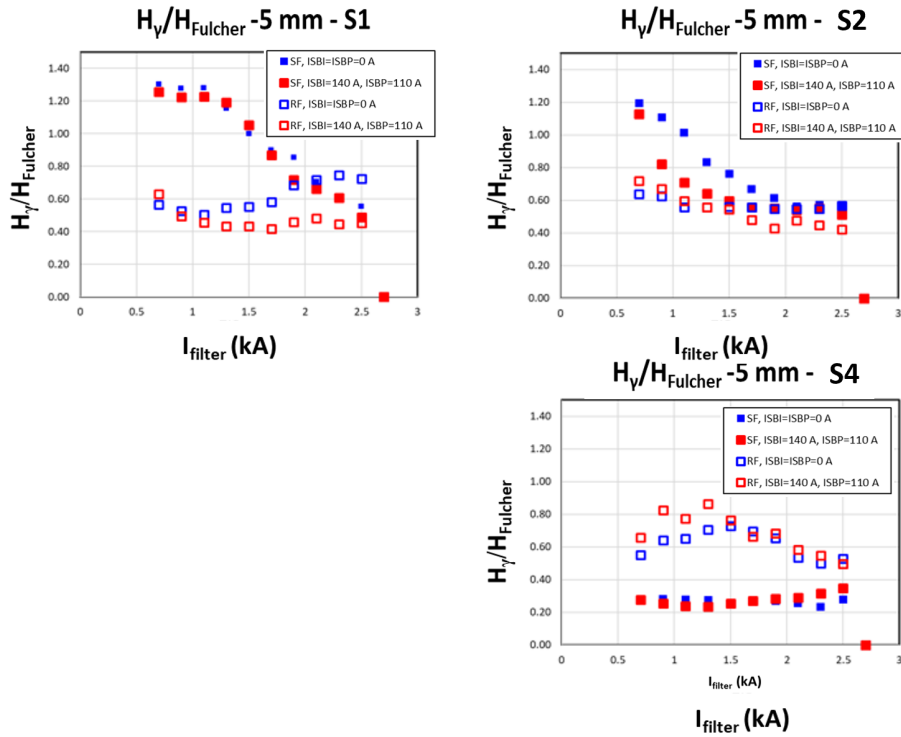 Hγ/HFulcher -5 mm - S1
1.40
1.20
1.00
0.80
0.60
0.40
0.20
0.00
Hγ/HFulcher
SF, ISBI=ISBP=0 A
SF, ISBI=140 A, ISBP=110 A
RF, ISBI=ISBP=0 A
RF, ISBI=140 A, ISBP=110 A
0 0.5 1 1.5 2 2.5 3
Ifilter (kA)
Hγ/HFulcher -5 mm - S2
1.40
1.20
1.00
0.80
0.60
0.40
0.20
0.00
Hγ/HFulcher
SF, ISBI=ISBP=0 A
SF, ISBI=140 A, ISBP=110 A
RF, ISBI=ISBP=0 A
RF, ISBI=140 A, ISBP=110 A
0 0.5 1 1.5 2 2.5 3
Ifilter (kA)
Hγ/HFulcher -5 mm - S4
1.40
1.20
1.00
0.80
0.60
0.40
0.20
0.00
Hγ/HFulcher
SF, ISBI=ISBP=0 A
SF, ISBI=140 A, ISBP=110 A
RF, ISBI=ISBP=0 A
RF, ISBI=140 A, ISBP=110 A
0 0.5 1 1.5 2 2.5 3
Ifilter (kA)
Ifilter (kA)